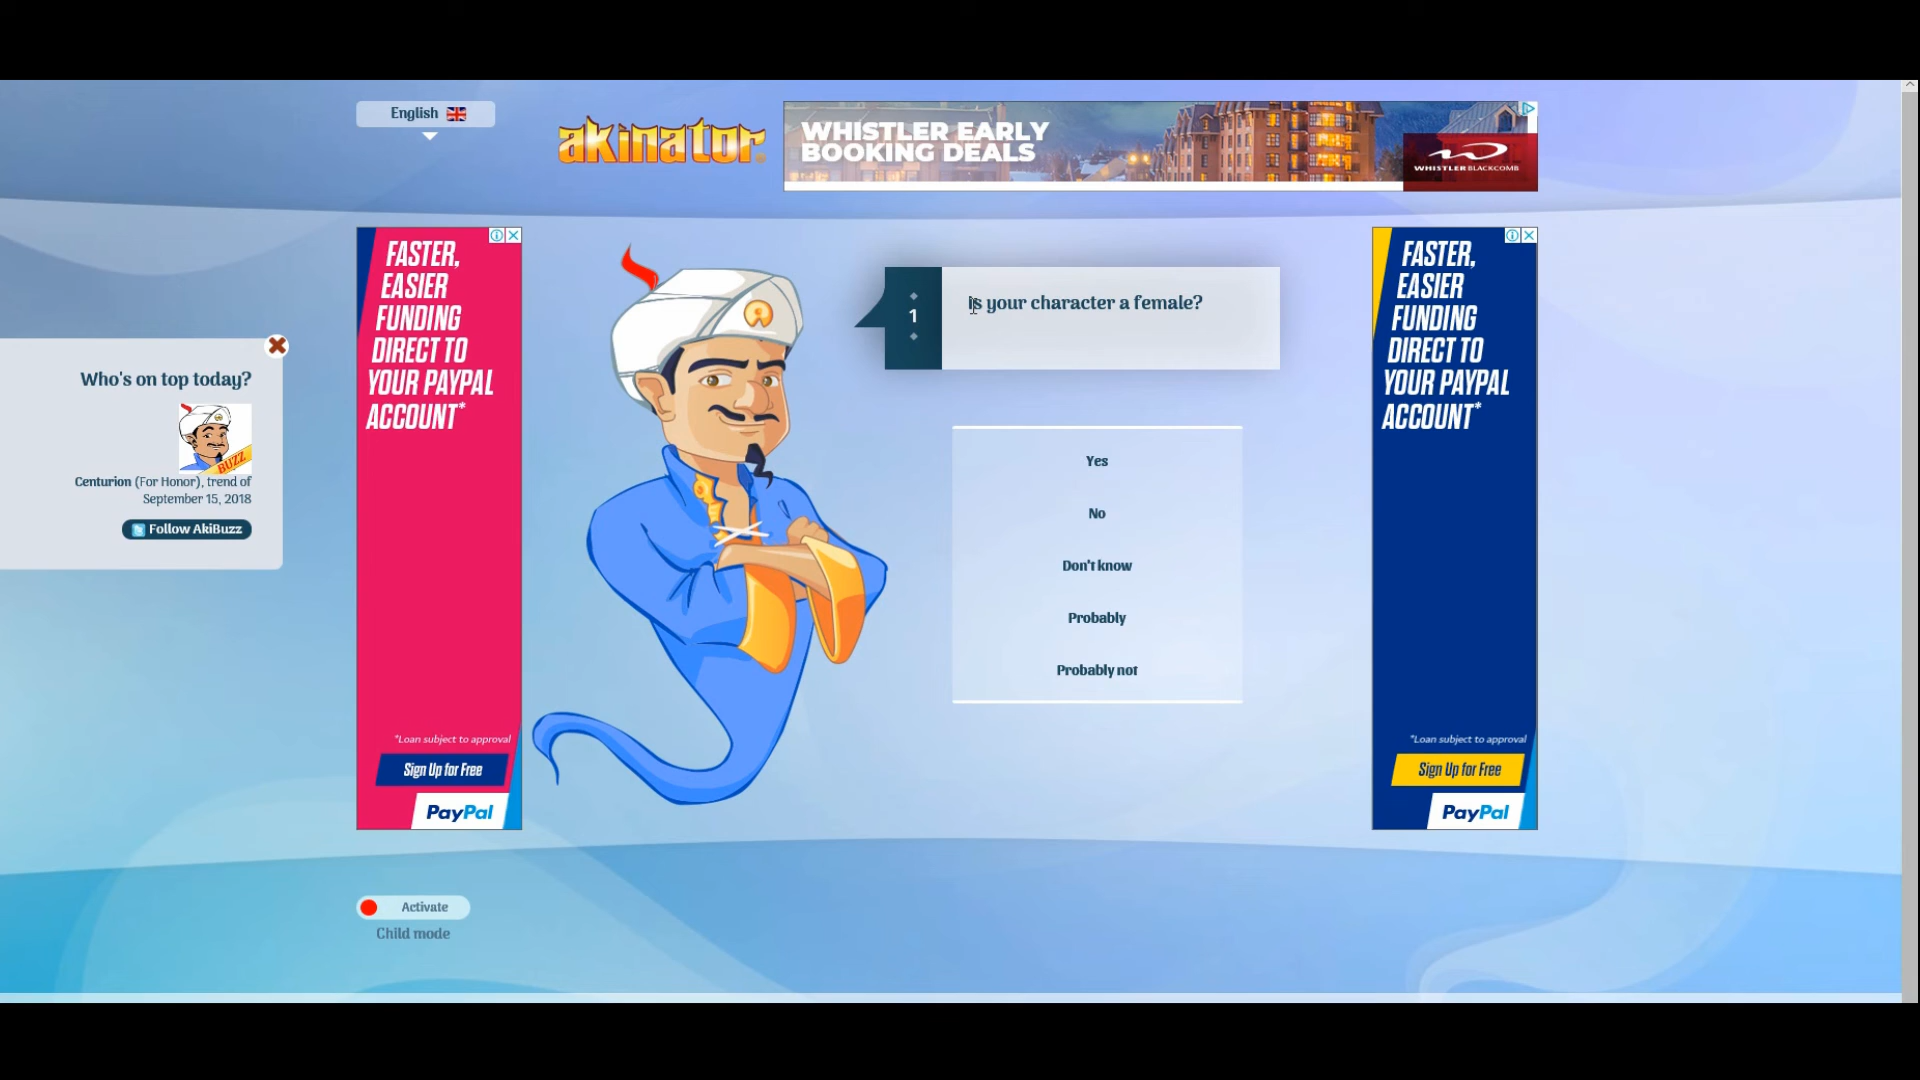 English
akinator
WHISTLER EARLY
BOOKING DEALS
WHISTLER BLACKCOMB
FASTER,
EASIER
FUNDING
DIRECT TO
YOUR PAYPAL
ACCOUNT*
*Loan subject to approval
Sign Up for Free
PayPal
Who's on top today?
BUZZ
Centurion (For Honor), trend of
September 15, 2018
Follow AkiBuzz
1
Is your character a female?
Yes
No
Don't know
Probably
Probably not
FASTER,
EASIER
FUNDING
DIRECT TO
YOUR PAYPAL
ACCOUNT*
*Loan subject to approval
Sign Up for Free
PayPal
Activate
Child mode